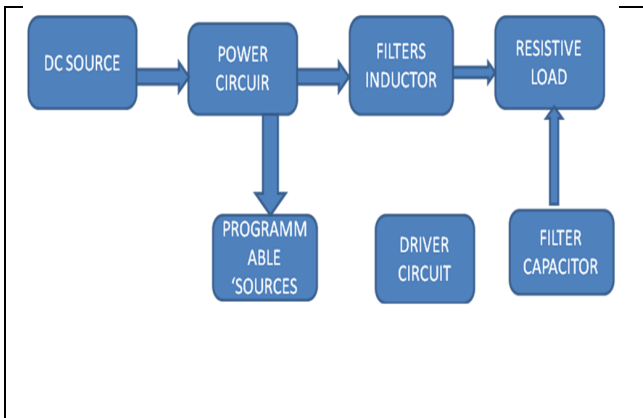 DC SOURCE
POWER
CIRCUIR
FILTERS
INDUCTOR
RESISTIVE
LOAD
PROGRAMM
ABLE
‘SOURCES
DRIVER
CIRCUIT
FILTER
CAPACITOR